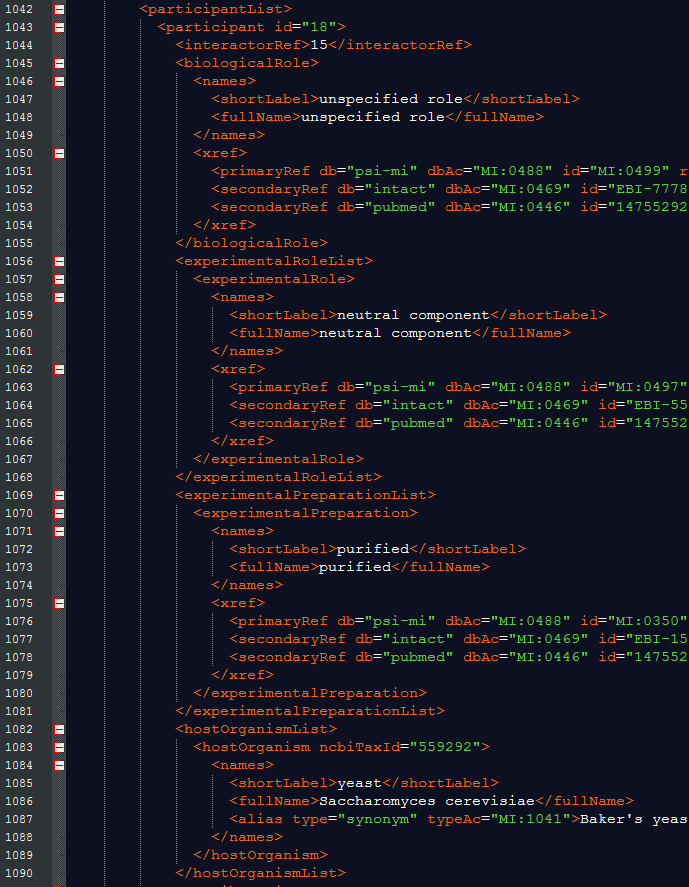 1042 <participantList>
1043 <participant id="18">
1044 <interactorRef>15</interactorRef>
1045 <biologicalRole>
1046 <names>
1047 <shortLabel>unspecified role</shortLabel>
1048 <fullName>unspecified role</fullName>
1049 </names>
1050 <xref>
1051 <primaryRef db="psi-mi" dbAc="MI:0488" id="MI:0499" r
1052 <secondaryRef db="intact" dbAc="MI:0469" id="EBI-7778
1053 <secondaryRef db="pubmed" dbAc="MI:0446" id="14755292
1054 </xref>
1055 </biologicalRole>
1056 <experimentalRoleList>
1057 <experimentalRole>
1058 <names>
1059 <shortLabel>neutral component</shortLabel>
1060 <fullName>neutral component</fullName>
1061 </names>
1062 <xref>
1063 <primaryRef db="psi-mi" dbAc="MI:0488" id="MI:0497"
1064 <secondaryRef db="intact" dbAc="MI:0469" id="EBI-55
1065 <secondaryRef db="pubmed" dbAc="MI:0446" id="147552
1066 </xref>
1067 </experimentalRole>
1068 </experimentalRoleList>
1069 <experimentalPreparationList>
1070 <experimentalPreparation>
1071 <names>
1072 <shortLabel>purified</shortLabel>
1073 <fullName>purified</fullName>
1074 </names>
1075 <xref>
1076 <primaryRef db="psi-mi" dbAc="MI:0488" id="MI:0350"
1077 <secondaryRef db="intact" dbAc="MI:0469" id="EBI-15
1078 <secondaryRef db="pubmed" dbAc="MI:0446" id="147552
1079 </xref>
1080 </experimentalPreparation>
1081 </experimentalPreparationList>
1082 <hostOrganismList>
1083 <hostOrganism ncbiTaxId="559292">
1084 <names>
1085 <shortLabel>yeast</shortLabel>
1086 <fullName>Saccharomyces cerevisiae</fullName>
1087 <alias type="synonym" typeAc="MI:1041">Baker's yeas
1088 </names>
1089 </hostOrganism>
1090 </hostOrganismList>